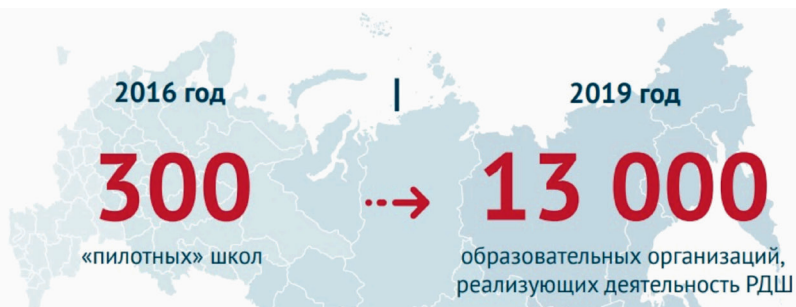 2016 год
300
«пилотных» школ
2019 год
13 000
образовательных организаций,
реализующих деятельность РДШ